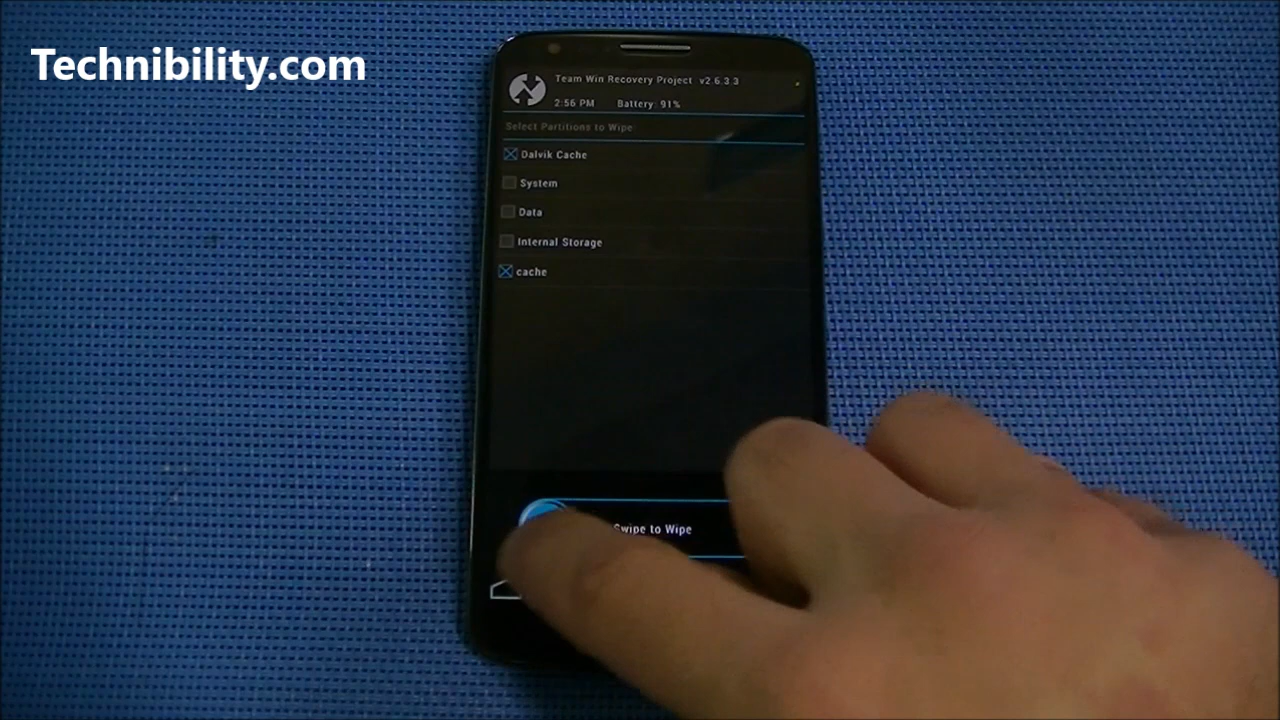 Technibility.com
Team Win Recovery Project v2.6.3.3
2:56 PM Battery: 91%
Select Partitions to Wipe:
Dalvik Cache
System
Data
Internal Storage
cache
Swipe to Wipe